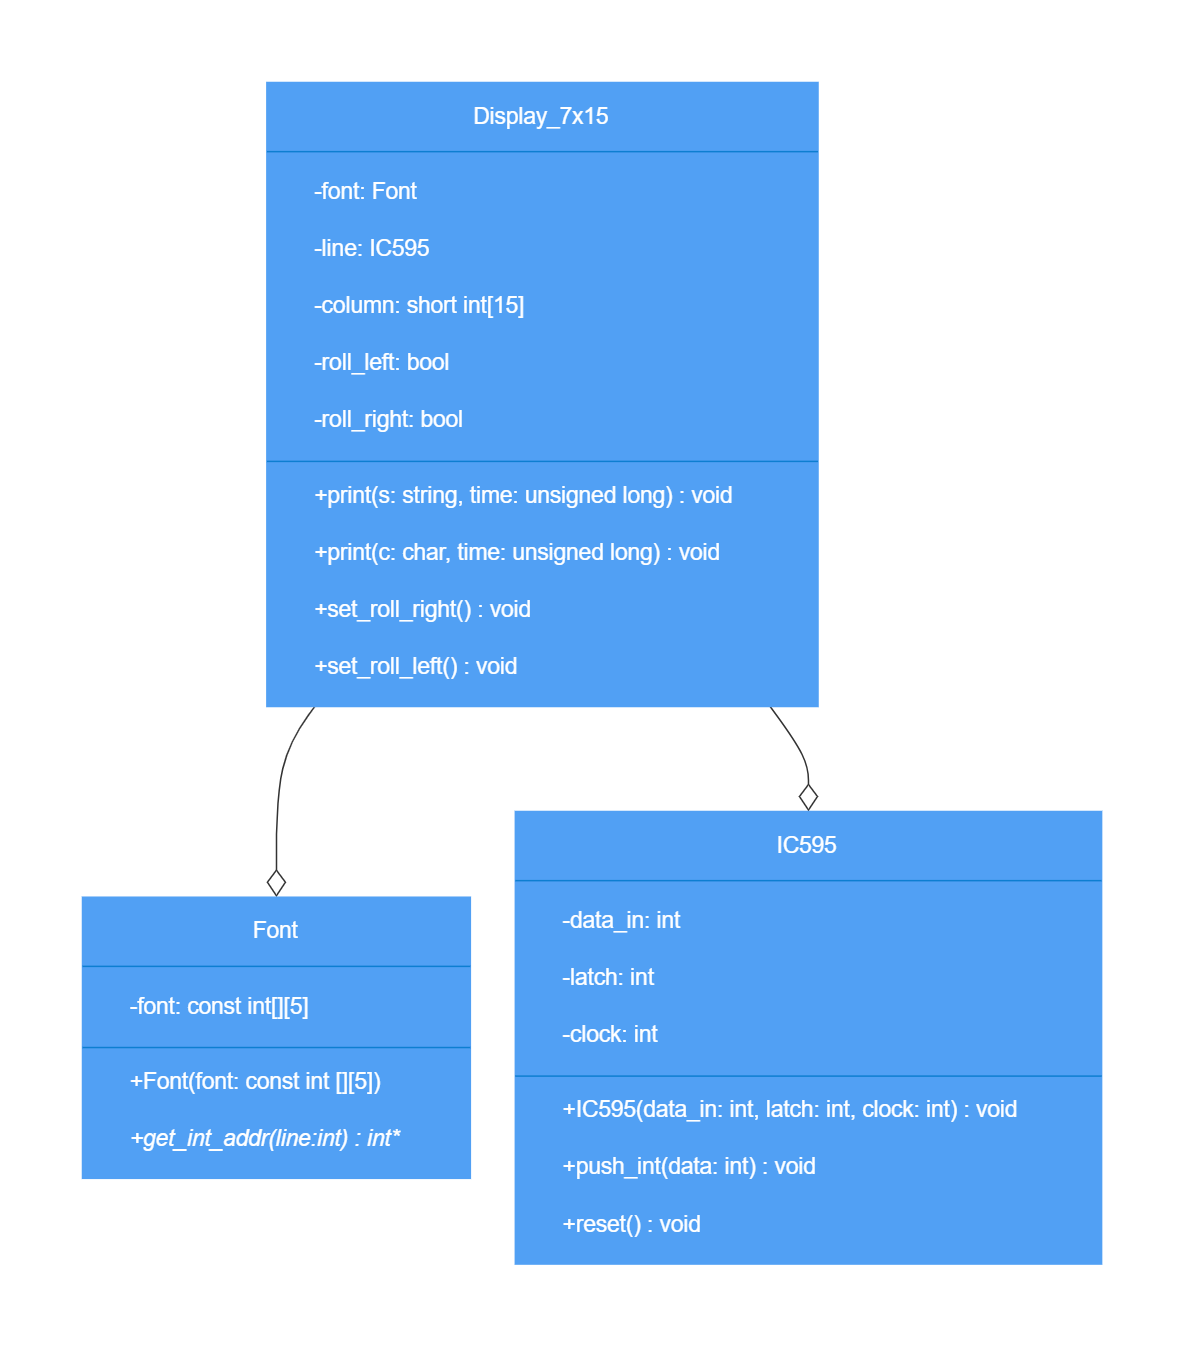 Display_7x15
-font: Font
-line: IC595
-column: short int[15]
-roll_left: bool
-roll_right: bool
+print(s: string, time: unsigned long) : void
+print(c: char, time: unsigned long) : void
+set_roll_right() : void
+set_roll_left() : void
Font
-font: const int[][5]
+Font(font: const int [][5])
+get_int_addr(line:int) : int*
IC595
-data_in: int
-latch: int
-clock: int
+IC595(data_in: int, latch: int, clock: int) : void
+push_int(data: int) : void
+reset() : void